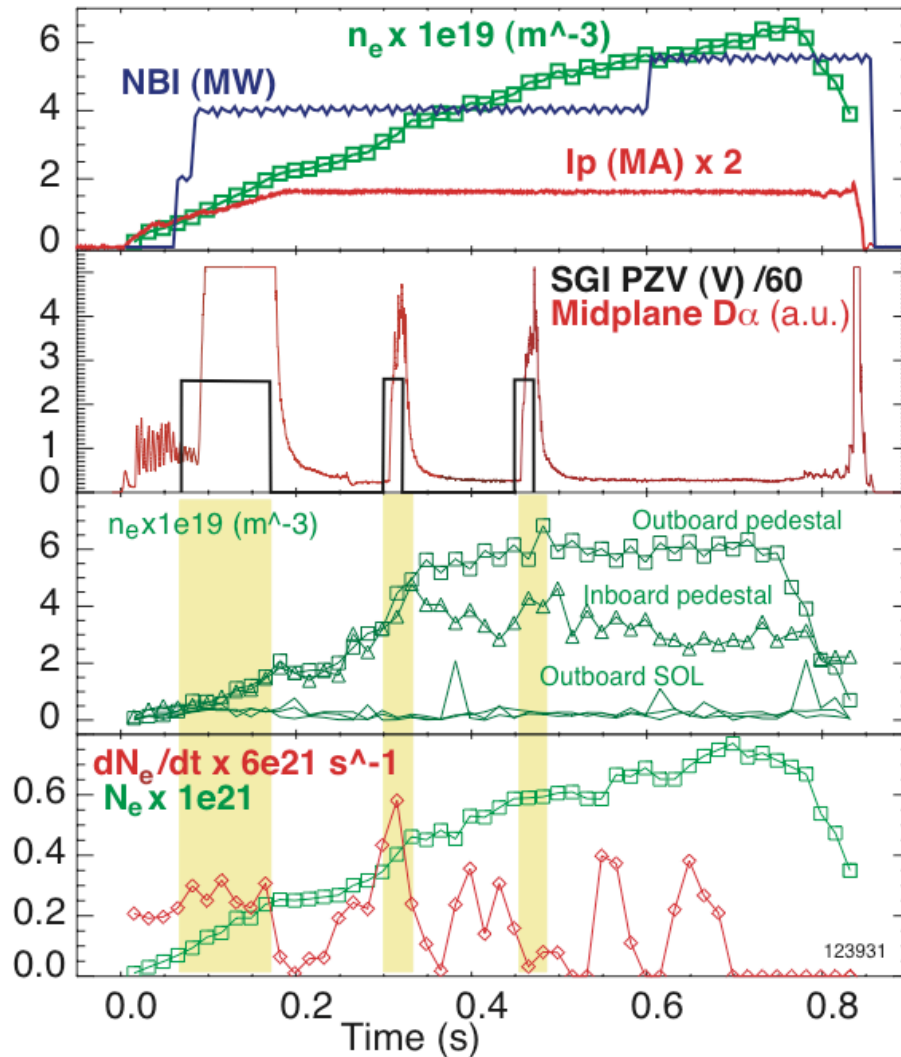 n_e x 1e19 (m^-3)
NBI (MW)
Ip (MA) x 2
6
4
2
0
SGI PZV (V) /60
Midplane Dα (a.u.)
4
3
2
1
0
n_ex1e19 (m^-3)
Outboard pedestal
Inboard pedestal
Outboard SOL
6
4
2
0
dN_e/dt x 6e21 s^-1
N_e x 1e21
0.6
0.4
0.2
0.0
123931
0.0 0.2 0.4 0.6 0.8
Time (s)